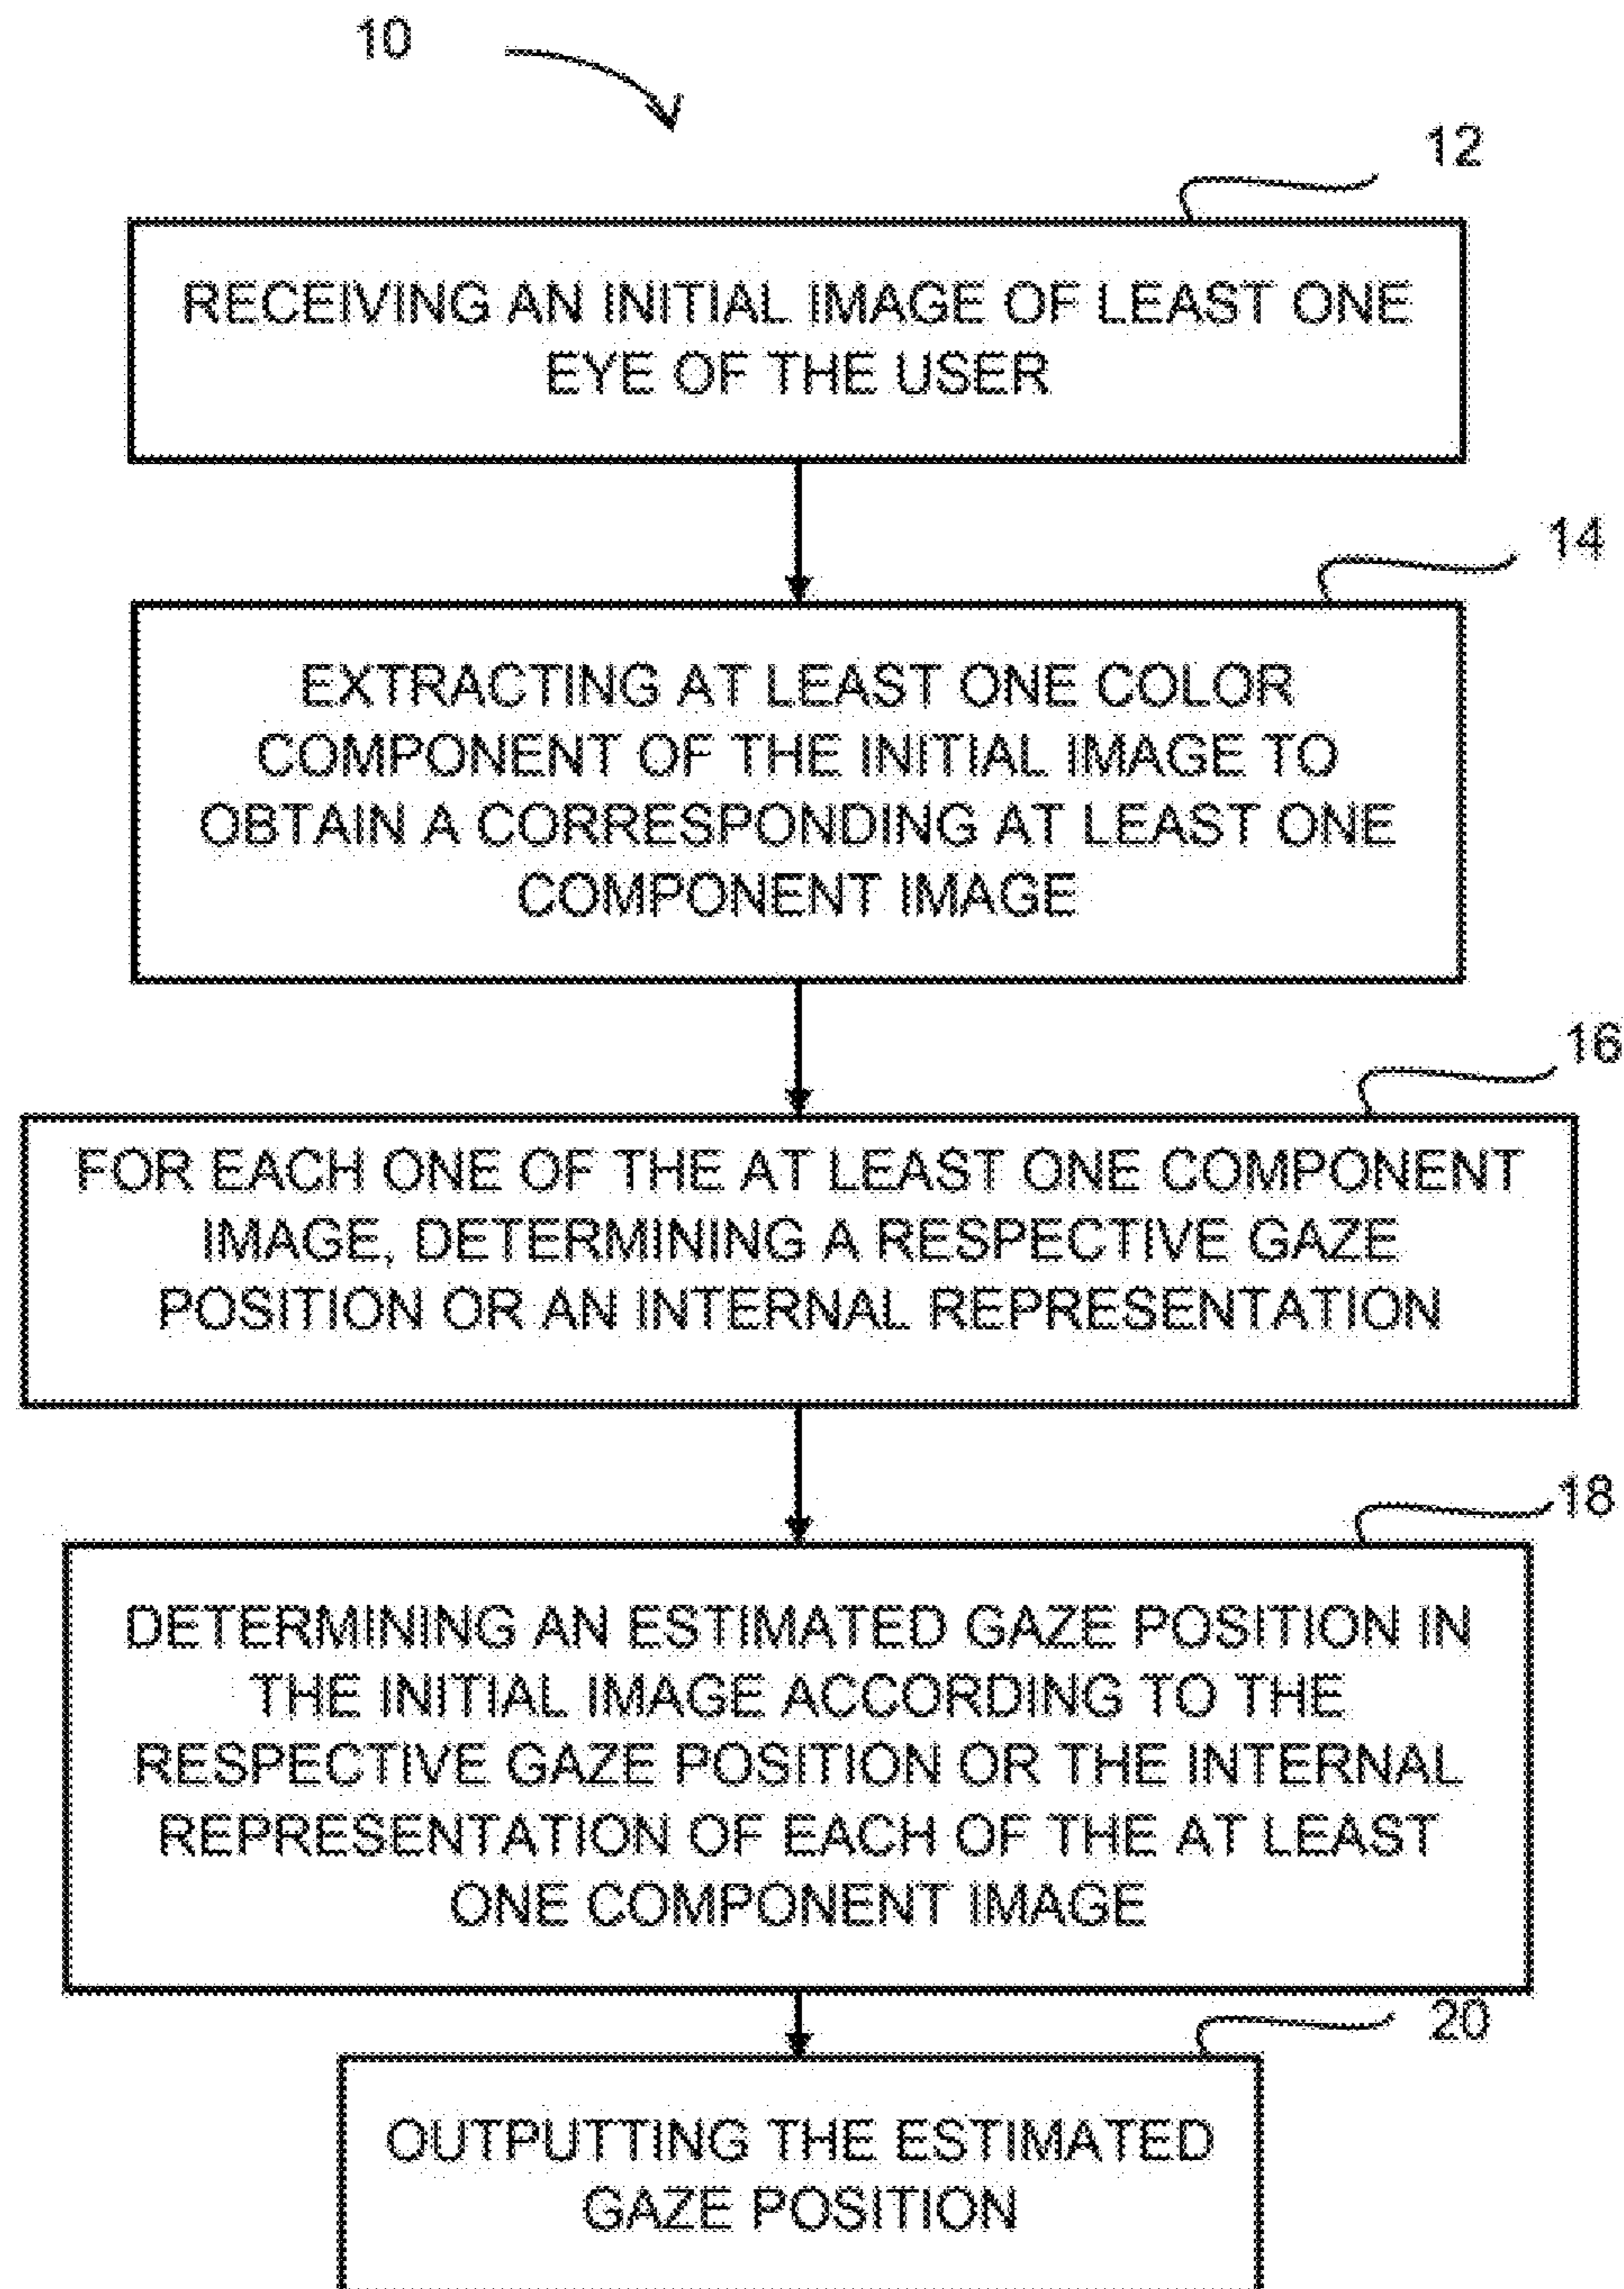 10
12
RECEIVING AN INITIAL IMAGE OF LEAST ONE
EYE OF THE USER
14
EXTRACTING AT LEAST ONE COLOR
COMPONENT OF THE INITIAL IMAGE TO
OBTAIN A CORRESPONDING AT LEAST ONE
COMPONENT IMAGE
16
FOR EACH ONE OF THE AT LEAST ONE COMPONENT
IMAGE, DETERMINING A RESPECTIVE GAZE
POSITION OR AN INTERNAL REPRESENTATION
18
DETERMINING AN ESTIMATED GAZE POSITION IN
THE INITIAL IMAGE ACCORDING TO THE
RESPECTIVE GAZE POSITION OR THE INTERNAL
REPRESENTATION OF EACH OF THE AT LEAST
ONE COMPONENT IMAGE
20
OUTPUTTING THE ESTIMATED
GAZE POSITION